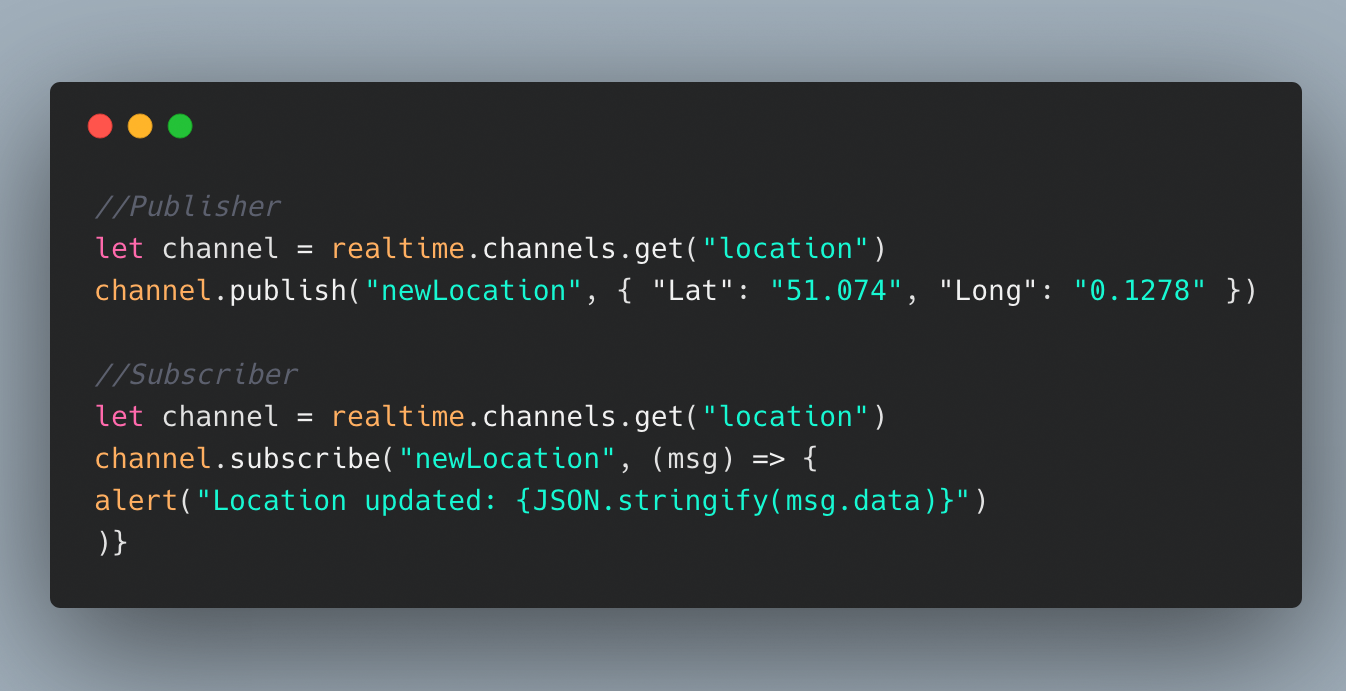 //Publisher
let channel = realtime.channels.get("location")
channel.publish("newLocation", { "Lat": "51.074", "Long": "0.1278" })
//Subscriber
let channel = realtime.channels.get("location")
channel.subscribe("newLocation", (msg) => {
alert("Location updated: {JSON.stringify(msg.data)}")
)}